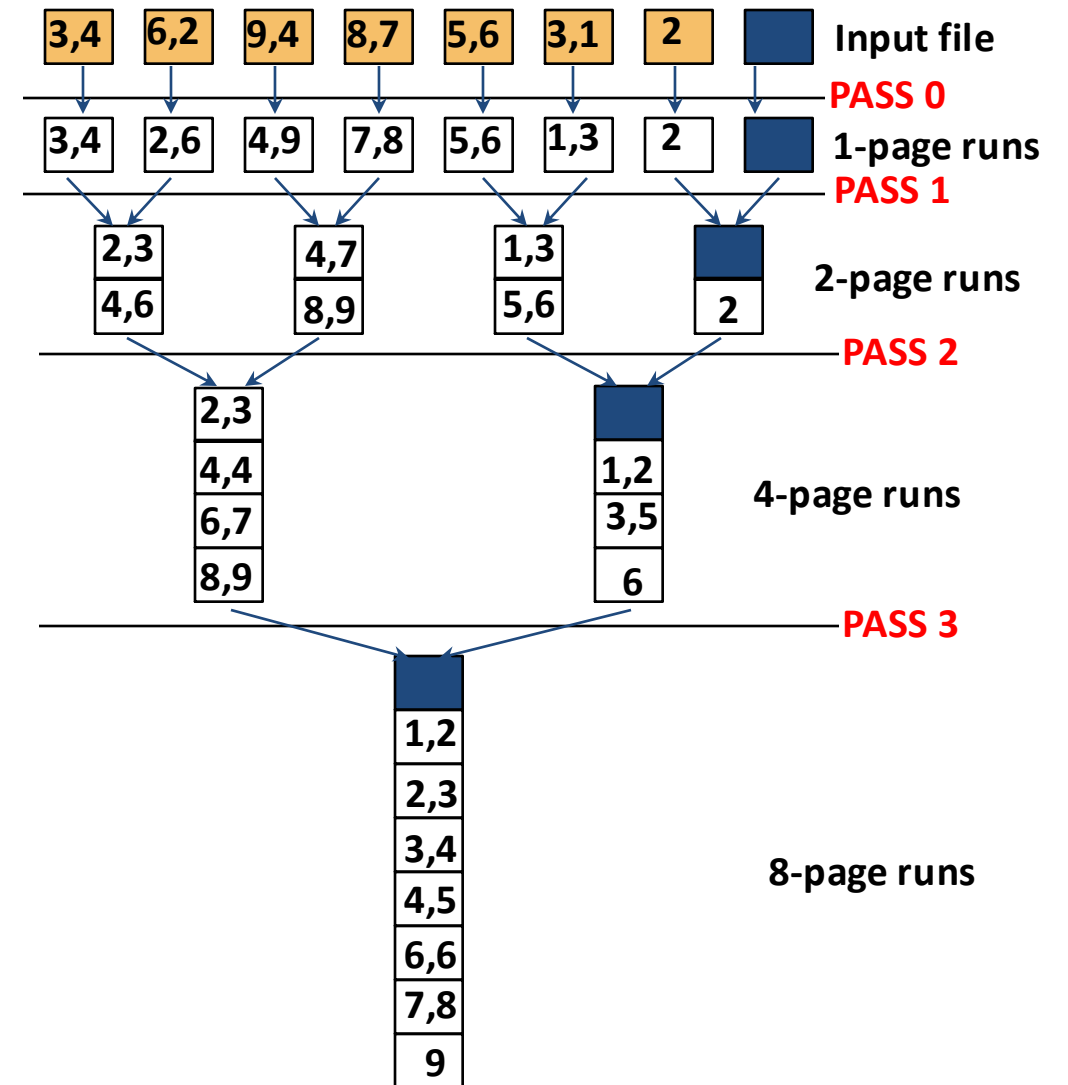 3,4 6,2 9,4 8,7 5,6 3,1 2 Input file
PASS 0
3,4 2,6 4,9 7,8 5,6 1,3 2 1-page runs
PASS 1
2,3 4,7 1,3
2-page runs
4,6 8,9 5,6 2
PASS 2
2,3
4,4 1,2
4-page runs
6,7 3,5
8,9 6
PASS 3
1,2
2,3
3,4
8-page runs
4,5
6,6
7,8
9